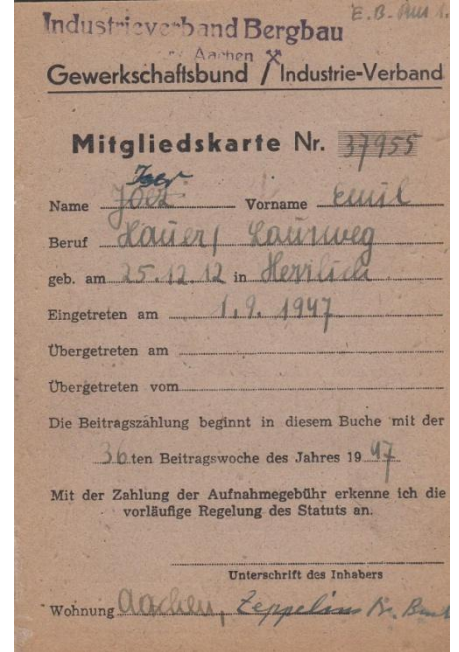 E.B.
Industrieverband Bergbau
Aachen
Gewerkschaftsbund / Industrie-Verband
Mitgliedskarte Nr. 37955
Name Vorname Emil
Beruf Hauer / Laurweg
geb. am 25.12.12 in
Eingetreten am 1.9.1947
Übergetreten am
Übergetreten vom
Die Beitragszahlung beginnt in diesem Buche mit der
36ten Beitragswoche des Jahres 1947
Mit der Zahlung der Aufnahmegebühr erkenne ich die
vorläufige Regelung des Statuts an.
Unterschrift des Inhabers
Wohnung Aachen,